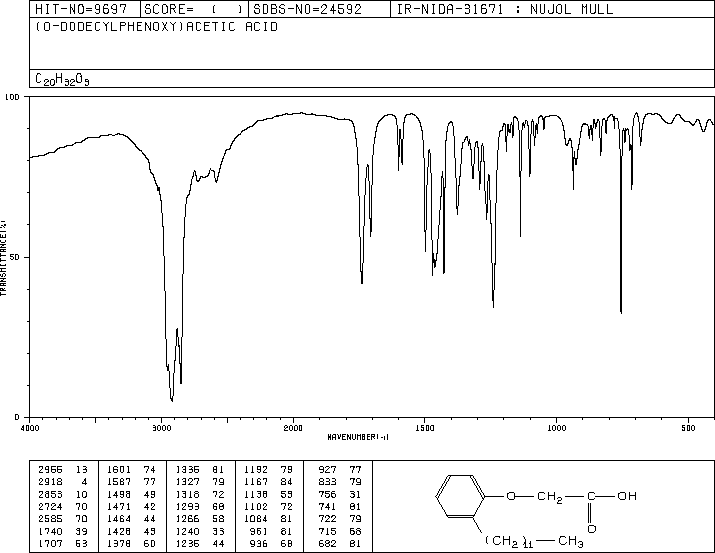 HIT-NO=9697 SCORE= ( ) SDBS-NO=24592 IR-NIDA-31671 : NUJOL MULL
(O-DODECYLPHENOXY)ACETIC ACID
C20H32O3
100
TRANSMITTANCE(%)
50
0
4000 3000 2000 1500 1000 500
WAVENUMBER(-1)
2955 13 1601 74 1336 81 1192 79 927 77
2918 4 1587 77 1327 79 1167 84 833 79
2853 10 1498 49 1318 72 1138 53 756 31
2724 70 1471 42 1293 68 1102 72 741 81
2585 70 1464 44 1266 58 1084 81 722 79
1740 39 1428 43 1240 33 961 81 715 68
1707 53 1378 60 1235 44 936 68 682 81
O CH2 C OH
O
(CH2)11 CH3